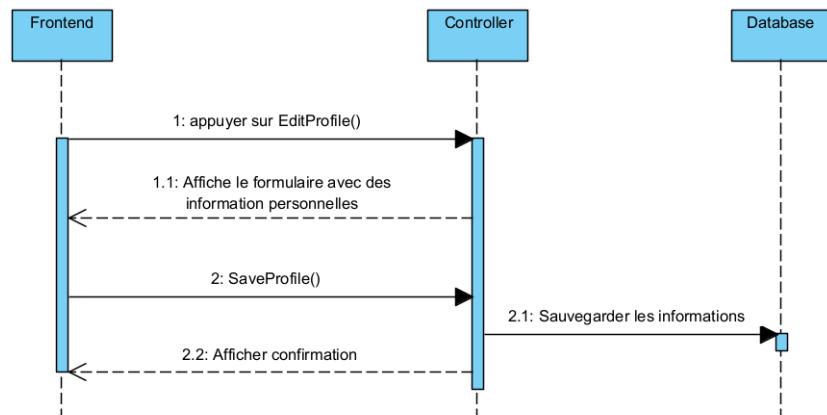 Frontend
Controller
Database
1: appuyer sur EditProfile()
1.1: Affiche le formulaire avec des
information personnelles
2: SaveProfile()
2.1: Sauvegarder les informations
2.2: Afficher confirmation